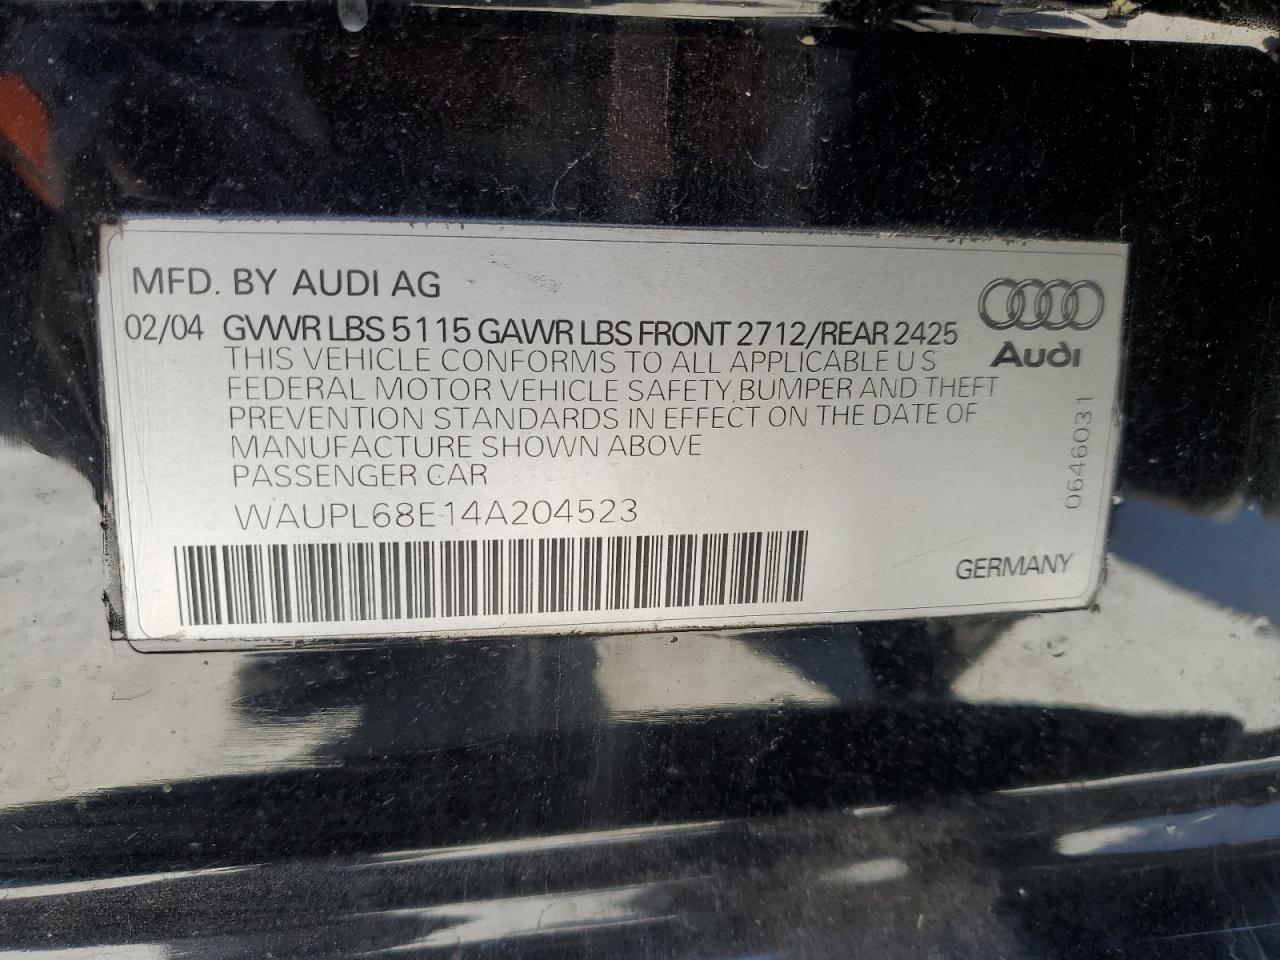 MFD. BY AUDI AG
02/04 GVWR LBS 5115 GAWR LBS FRONT 2712/REAR 2425
THIS VEHICLE CONFORMS TO ALL APPLICABLE U S
FEDERAL MOTOR VEHICLE SAFETY, BUMPER AND THEFT
PREVENTION STANDARDS IN EFFECT ON THE DATE OF
MANUFACTURE SHOWN ABOVE
PASSENGER CAR
WAUPL68E14A204523
Audi
0646031
GERMANY